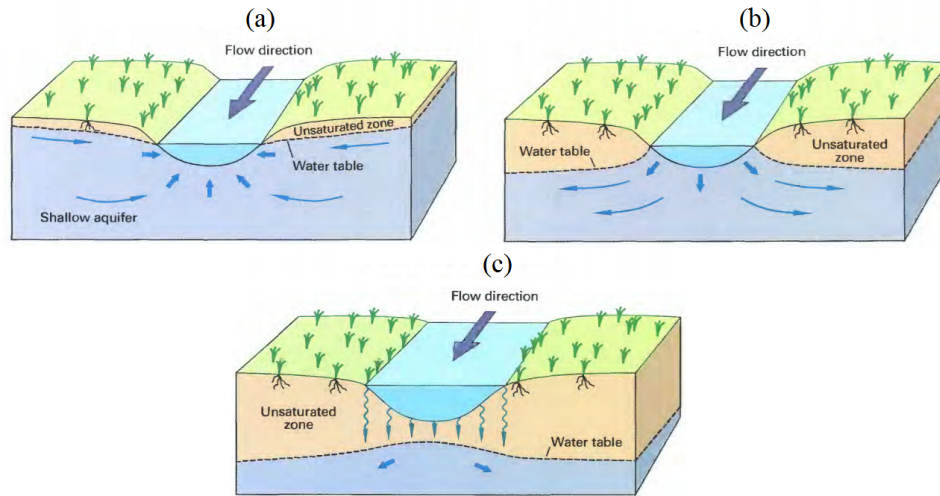 (a)
Flow direction
Unsaturated zone
Water table
Shallow aquifer
(b)
Flow direction
Water table
Unsaturated
zone
(c)
Flow direction
Unsaturated
zone
Water table